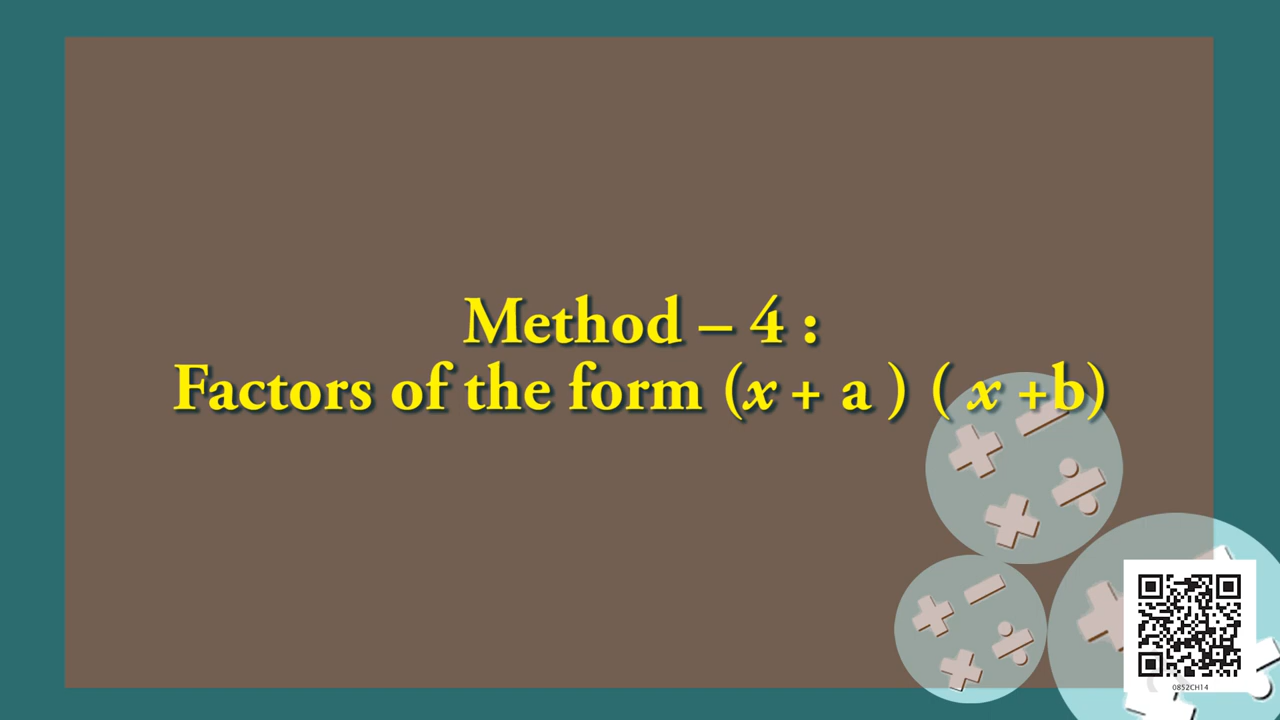 Method – 4 :
Factors of the form (x + a ) ( x +b)
0852CH14